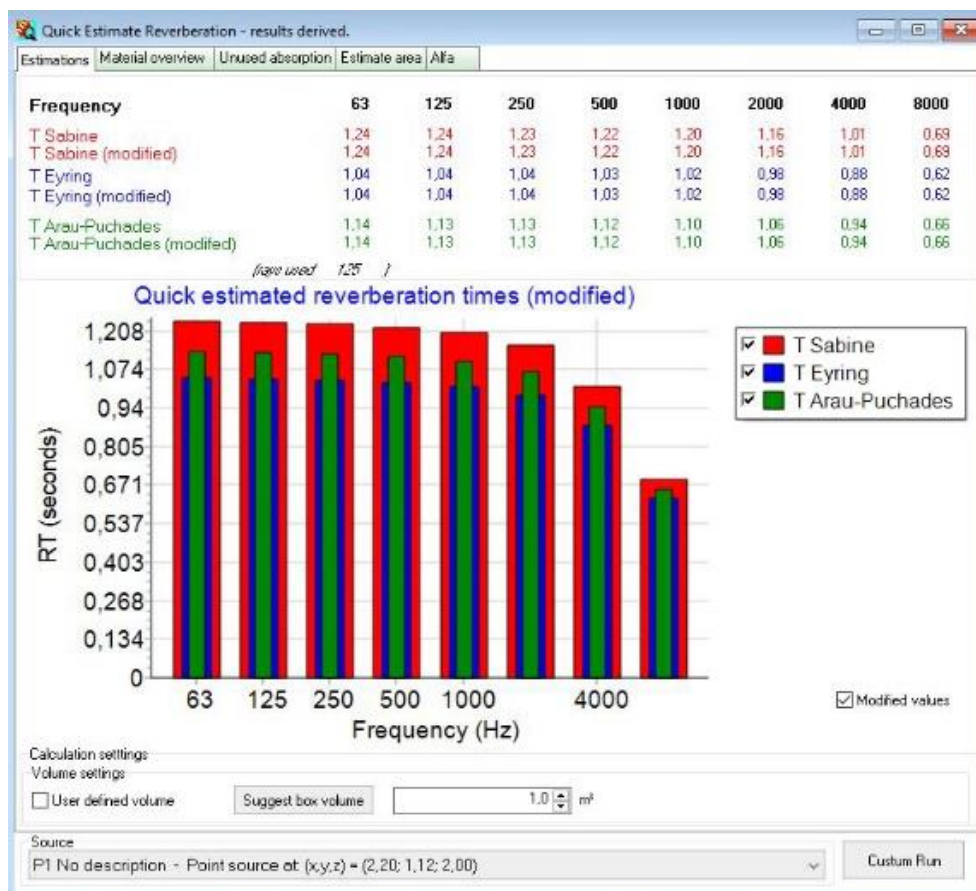 Quick Estimate Reverberation - results derived.
Estimations Material overview Unused absorption Estimate area Alfa
Frequency 63 125 250 500 1000 2000 4000 8000
T Sabine 1,24 1,24 1,23 1,22 1,20 1,16 1,01 0,69
T Sabine (modified) 1,24 1,24 1,23 1,22 1,20 1,16 1,01 0,69
T Eyring 1,04 1,04 1,04 1,03 1,02 0,98 0,88 0,62
T Eyring (modified) 1,04 1,04 1,04 1,03 1,02 0,98 0,88 0,62
T Arau-Puchades 1,14 1,13 1,13 1,12 1,10 1,06 0,94 0,66
T Arau-Puchades (modifed) 1,14 1,13 1,13 1,12 1,10 1,06 0,94 0,66
(rays used 125 )
Quick estimated reverberation times (modified)
1,208
1,074
0,94
0,805
0,671
0,537
0,403
0,268
0,134
0
RT (seconds)
63 125 250 500 1000 4000
Frequency (Hz)
T Sabine
T Eyring
T Arau-Puchades
Modified values
Calculation setttings
Volume settings
User defined volume Suggest box volume 1.0 m³
Source
P1 No description - Point source at: (x,y,z) = (2,20; 1,12; 2,00) Custum Run